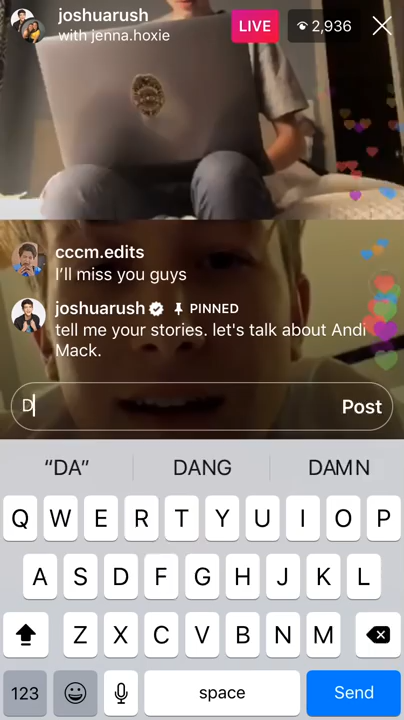 joshuarush
with jenna.hoxie
LIVE
2,936
cccm.edits
I'll miss you guys
joshuarush PINNED
tell me your stories. let's talk about Andi
Mack.
D
Post
"DA" DANG DAMN
Q W E R T Y U I O P
A S D F G H J K L
Z X C V B N M
123 space Send